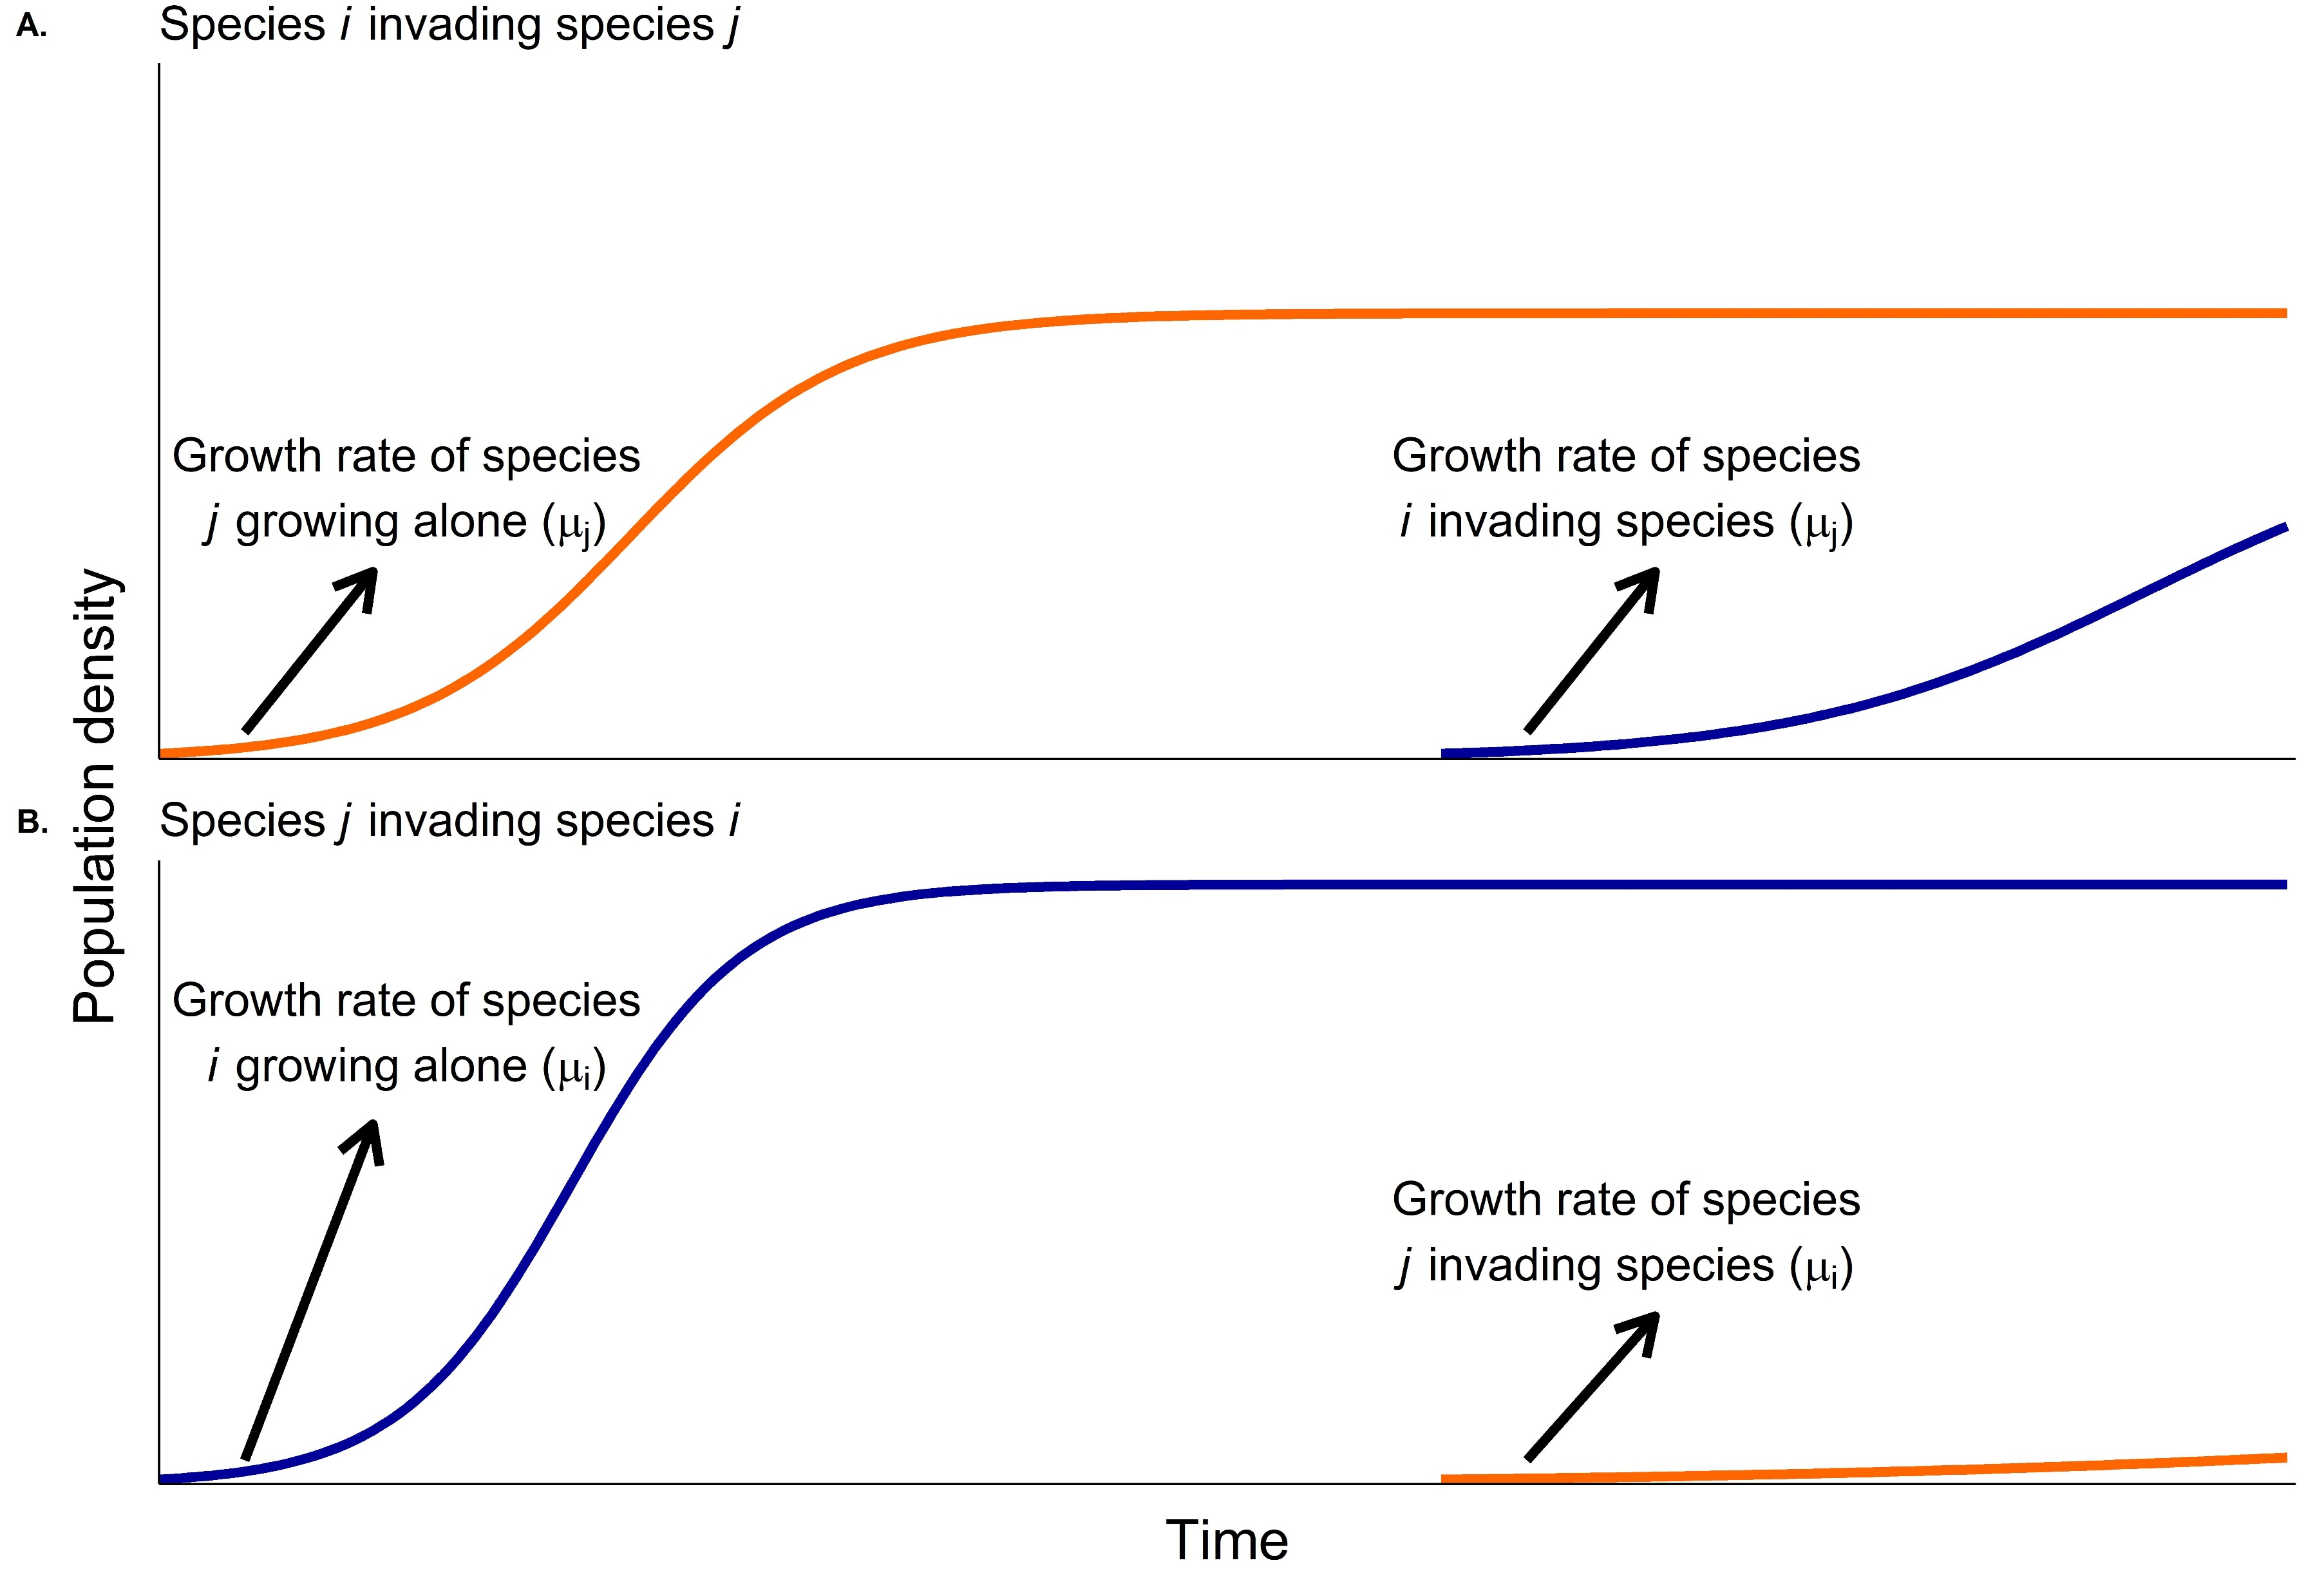 A. Species i invading species j
Growth rate of species
j growing alone (μj)
Growth rate of species
i invading species (μj)
Population density
B. Species j invading species i
Growth rate of species
i growing alone (μi)
Growth rate of species
j invading species (μi)
Time